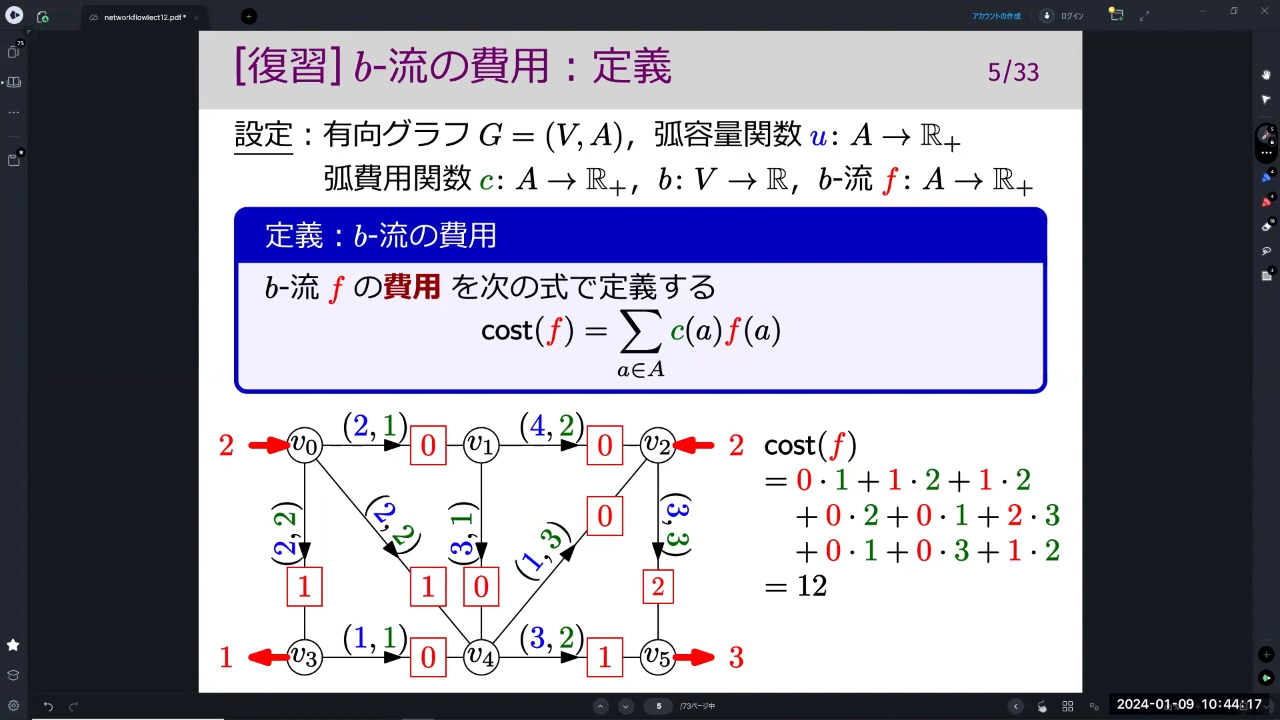 networkflowlect12.pdf*
アカウントの作成
ログイン
[復習] b-流の費用：定義
5/33
設定：有向グラフ G = (V, A)，弧容量関数 u: A → ℝ₊
弧費用関数 c: A → ℝ₊，b: V → ℝ，b-流 f: A → ℝ₊
定義：b-流の費用
b-流 f の費用 を次の式で定義する
cost(f) = ∑ c(a)f(a)
a∈A
2 v₀ (2, 1) 0 v₁ (4, 2) 0 v₂ 2
(2, 2) (2, 2) (3, 1) (1, 3) 0 (3, 3)
1 1 0 2
1 v₃ (1, 1) 0 v₄ (3, 2) 1 v₅ 3
cost(f)
= 0 · 1 + 1 · 2 + 1 · 2
+ 0 · 2 + 0 · 1 + 2 · 3
+ 0 · 1 + 0 · 3 + 1 · 2
= 12
5 /73ページ中
2024-01-09 10:44:17